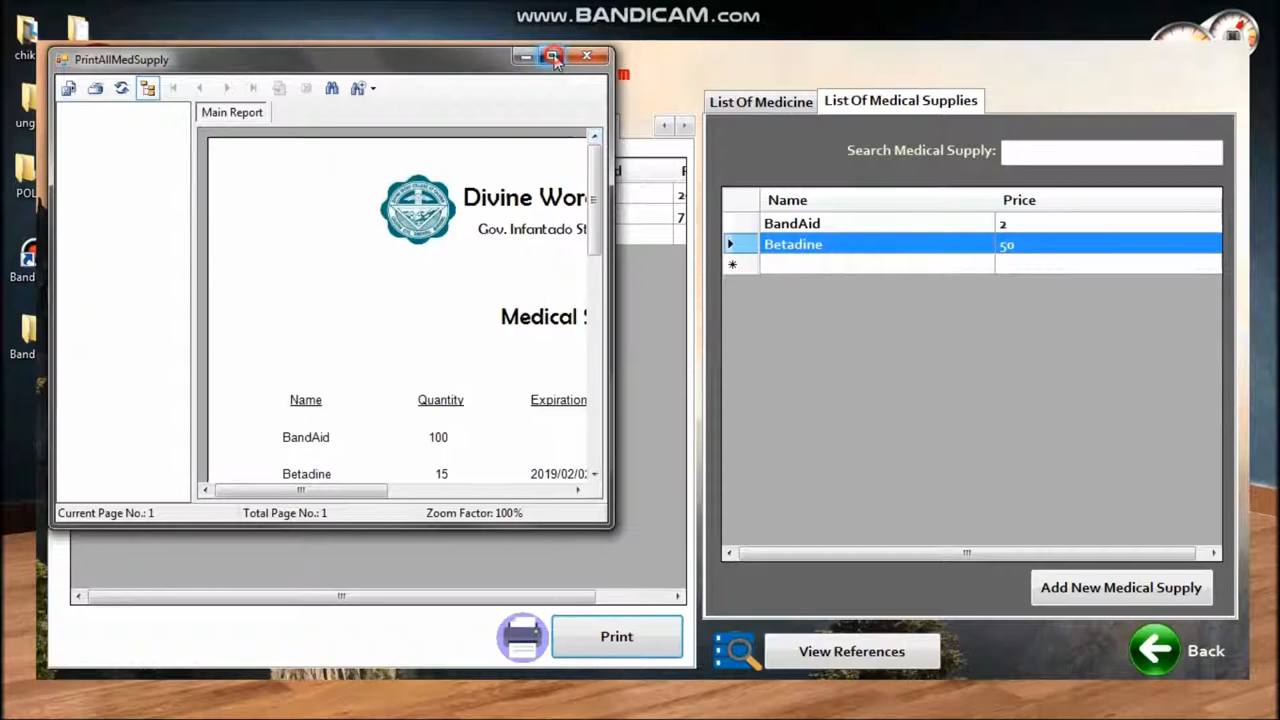 www.BANDICAM.com
chik
ung
POL
Band
Band
PrintAllMedSupply
m
Main Report
Divine Wor
Gov. Infantado St
Medical S
Name Quantity Expiration
BandAid 100
Betadine 15 2019/02/02
Current Page No.: 1 Total Page No.: 1 Zoom Factor: 100%
d
2
7
Print
List Of Medicine List Of Medical Supplies
Search Medical Supply:
Name Price
BandAid 2
Betadine 50
Add New Medical Supply
View References
Back